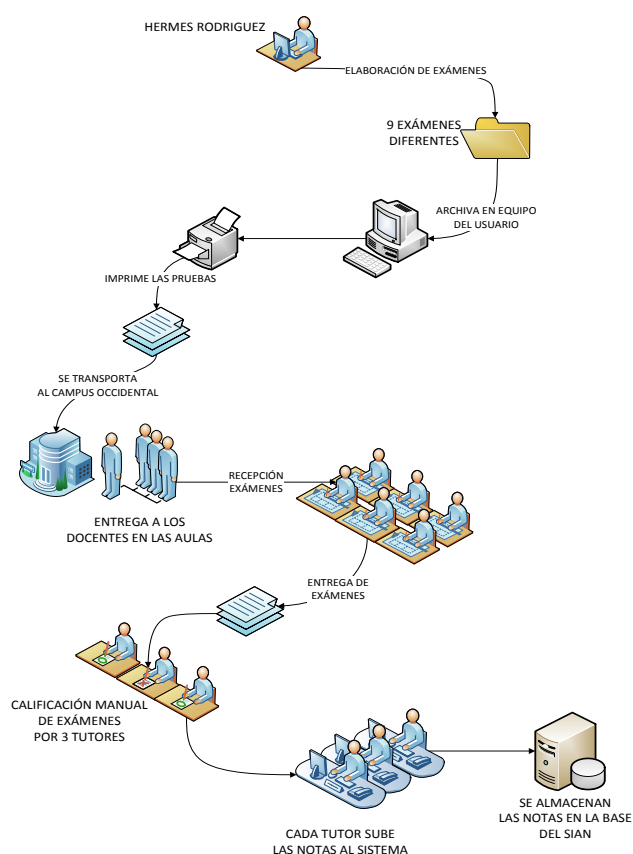 HERMES RODRIGUEZ
ELABORACIÓN DE EXÁMENES
9 EXÁMENES
DIFERENTES
ARCHIVA EN EQUIPO
DEL USUARIO
IMPRIME LAS PRUEBAS
SE TRANSPORTA
AL CAMPUS OCCIDENTAL
RECEPCIÓN
EXÁMENES
ENTREGA A LOS
DOCENTES EN LAS AULAS
ENTREGA DE
EXÁMENES
CALIFICACIÓN MANUAL
DE EXÁMENES
POR 3 TUTORES
CADA TUTOR SUBE
LAS NOTAS AL SISTEMA
SE ALMACENAN
LAS NOTAS EN LA BASE
DEL SIAN